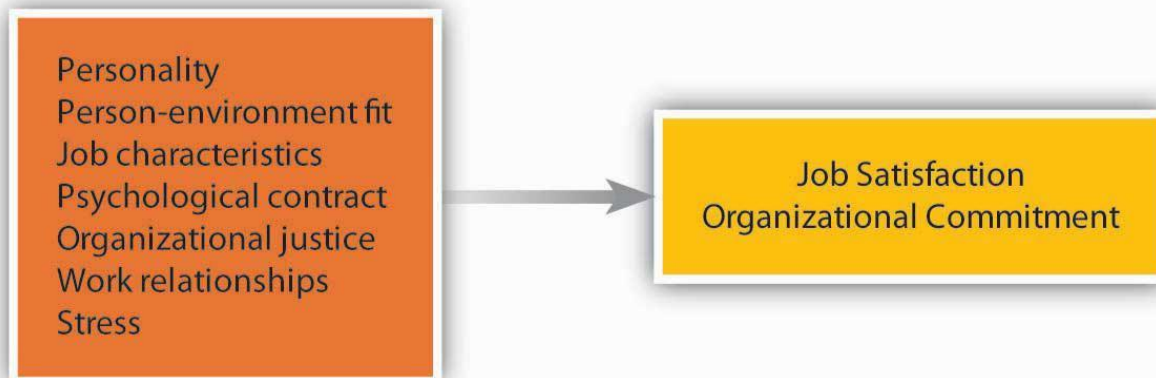 Personality
Person-environment fit
Job characteristics
Psychological contract
Organizational justice
Work relationships
Stress
Job Satisfaction
Organizational Commitment